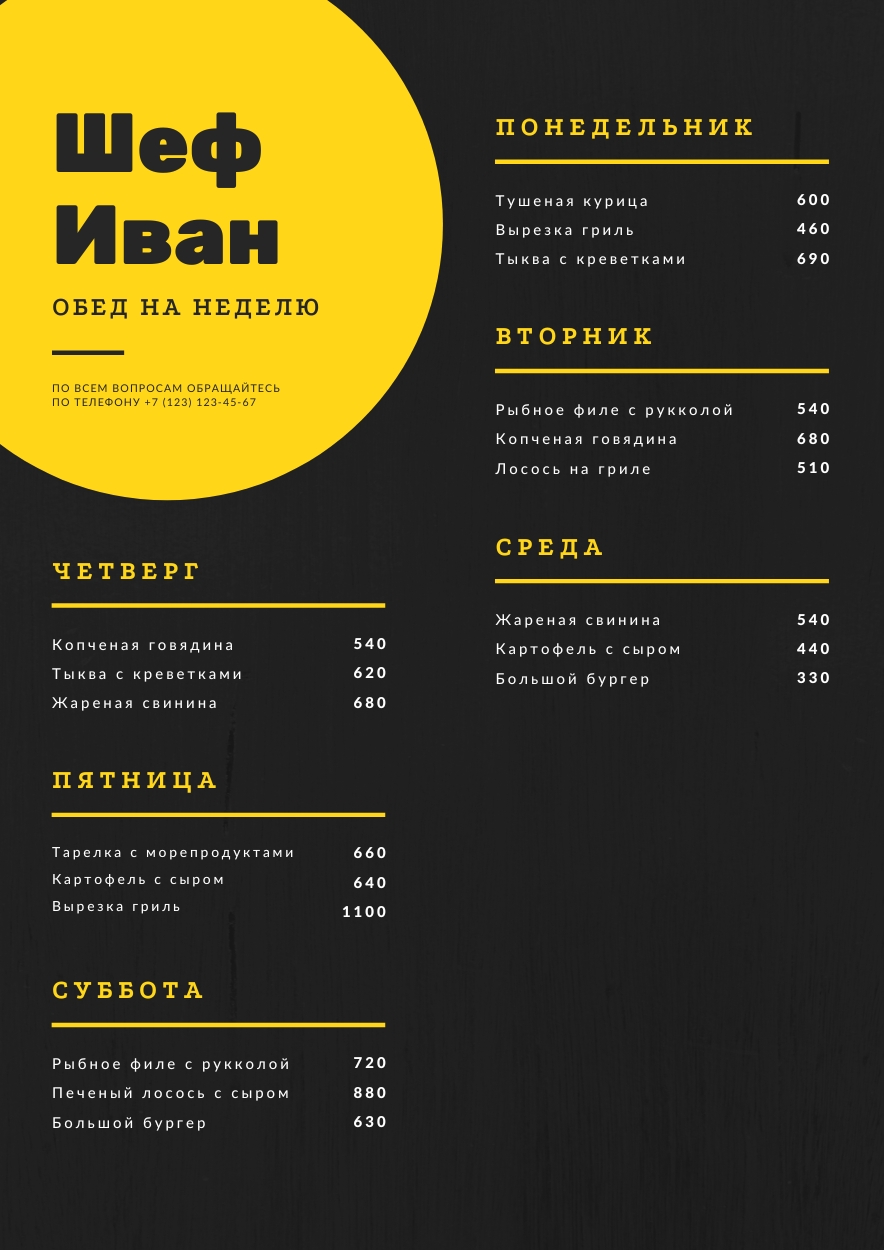 Шеф
Иван
ОБЕД НА НЕДЕЛЮ
ПО ВСЕМ ВОПРОСАМ ОБРАЩАЙТЕСЬ
ПО ТЕЛЕФОНУ +7 (123) 123-45-67
ПОНЕДЕЛЬНИК
Тушеная курица 600
Вырезка гриль 460
Тыква с креветками 690
ВТОРНИК
Рыбное филе с рукколой 540
Копченая говядина 680
Лосось на гриле 510
СРЕДА
Жареная свинина 540
Картофель с сыром 440
Большой бургер 330
ЧЕТВЕРГ
Копченая говядина 540
Тыква с креветками 620
Жареная свинина 680
ПЯТНИЦА
Тарелка с морепродуктами 660
Картофель с сыром 640
Вырезка гриль 1100
СУББОТА
Рыбное филе с рукколой 720
Печеный лосось с сыром 880
Большой бургер 630